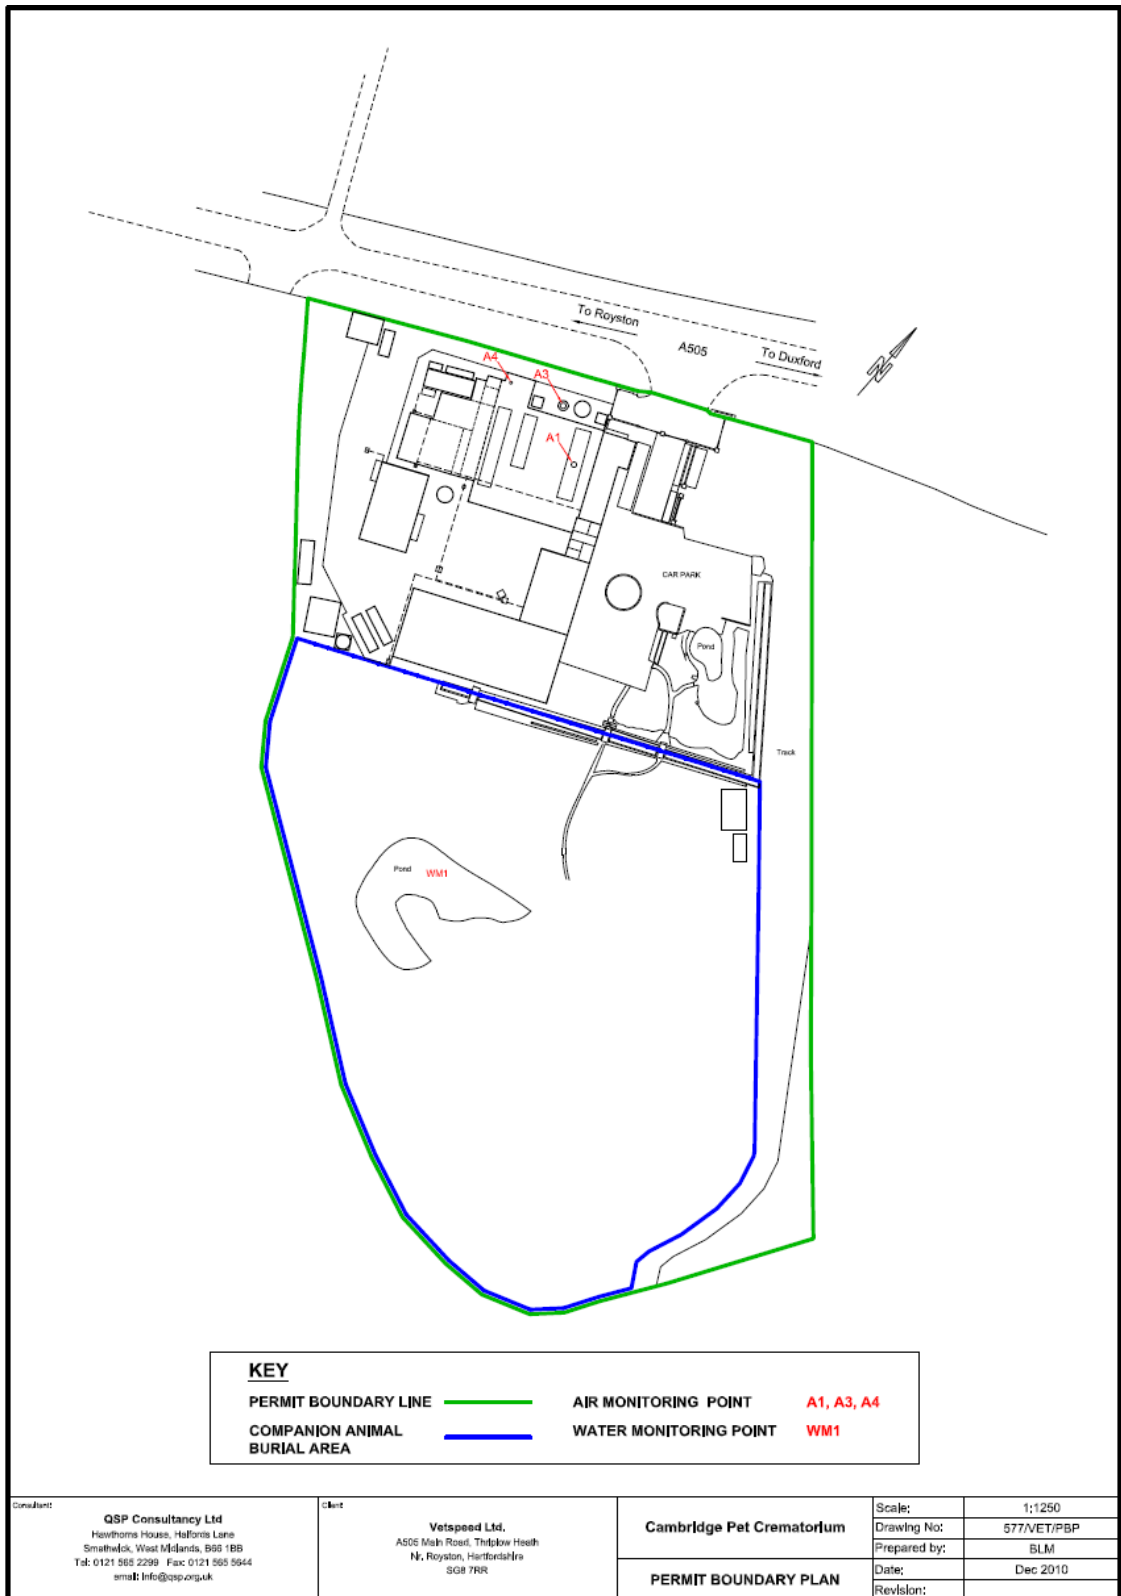 To Royston
A505
To Duxford
N
A4
A3
A1
CAR PARK
Pond
Track
Pond
WM1
KEY
PERMIT BOUNDARY LINE
AIR MONITORING POINT
A1, A3, A4
COMPANION ANIMAL
BURIAL AREA
WATER MONITORING POINT
WM1
Consultant:
QSP Consultancy Ltd
Hawthorns House, Halfords Lane
Smethwick, West Midlands, B66 1BB
Tel: 0121 565 2299 Fax: 0121 565 5644
email: info@qsp.org.uk
Client
Vetspeed Ltd.
A505 Main Road, Thriplow Heath
Nr. Royston, Hertfordshire
SG8 7RR
Cambridge Pet Crematorium
PERMIT BOUNDARY PLAN
Scale: 1:1250
Drawing No: 577/VET/PBP
Prepared by: BLM
Date: Dec 2010
Revision: